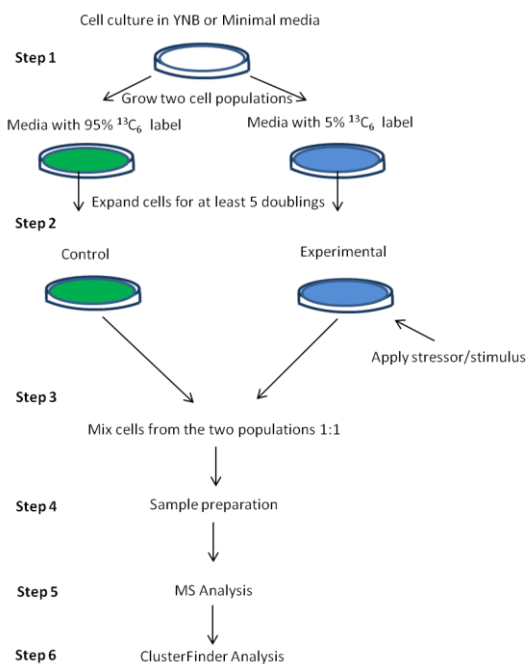 Cell culture in YNB or Minimal media
Step 1
Grow two cell populations
Media with 95% ¹³C₆ label
Media with 5% ¹³C₆ label
Expand cells for at least 5 doublings
Step 2
Control
Experimental
Apply stressor/stimulus
Step 3
Mix cells from the two populations 1:1
Step 4
Sample preparation
Step 5
MS Analysis
Step 6
ClusterFinder Analysis